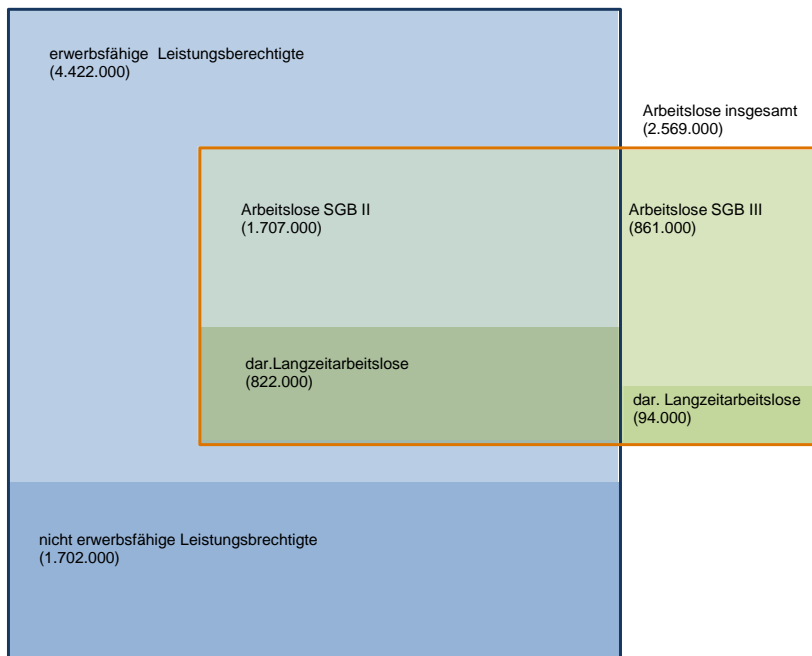 erwerbsfähige Leistungsberechtigte
(4.422.000)
Arbeitslose insgesamt
(2.569.000)
Arbeitslose SGB II
(1.707.000)
Arbeitslose SGB III
(861.000)
dar.Langzeitarbeitslose
(822.000)
dar. Langzeitarbeitslose
(94.000)
nicht erwerbsfähige Leistungsbrechtigte
(1.702.000)